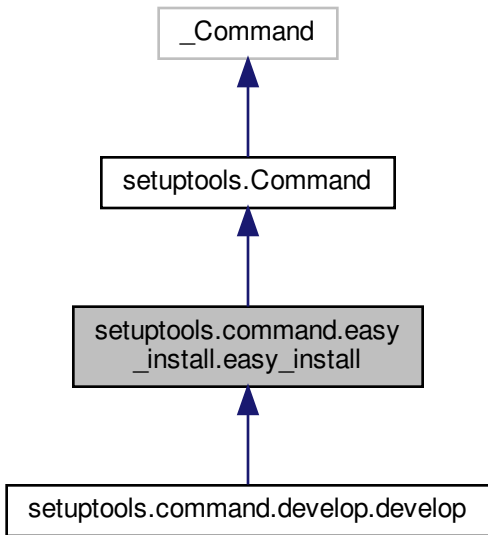 _Command
setuptools.Command
setuptools.command.easy
_install.easy_install
setuptools.command.develop.develop